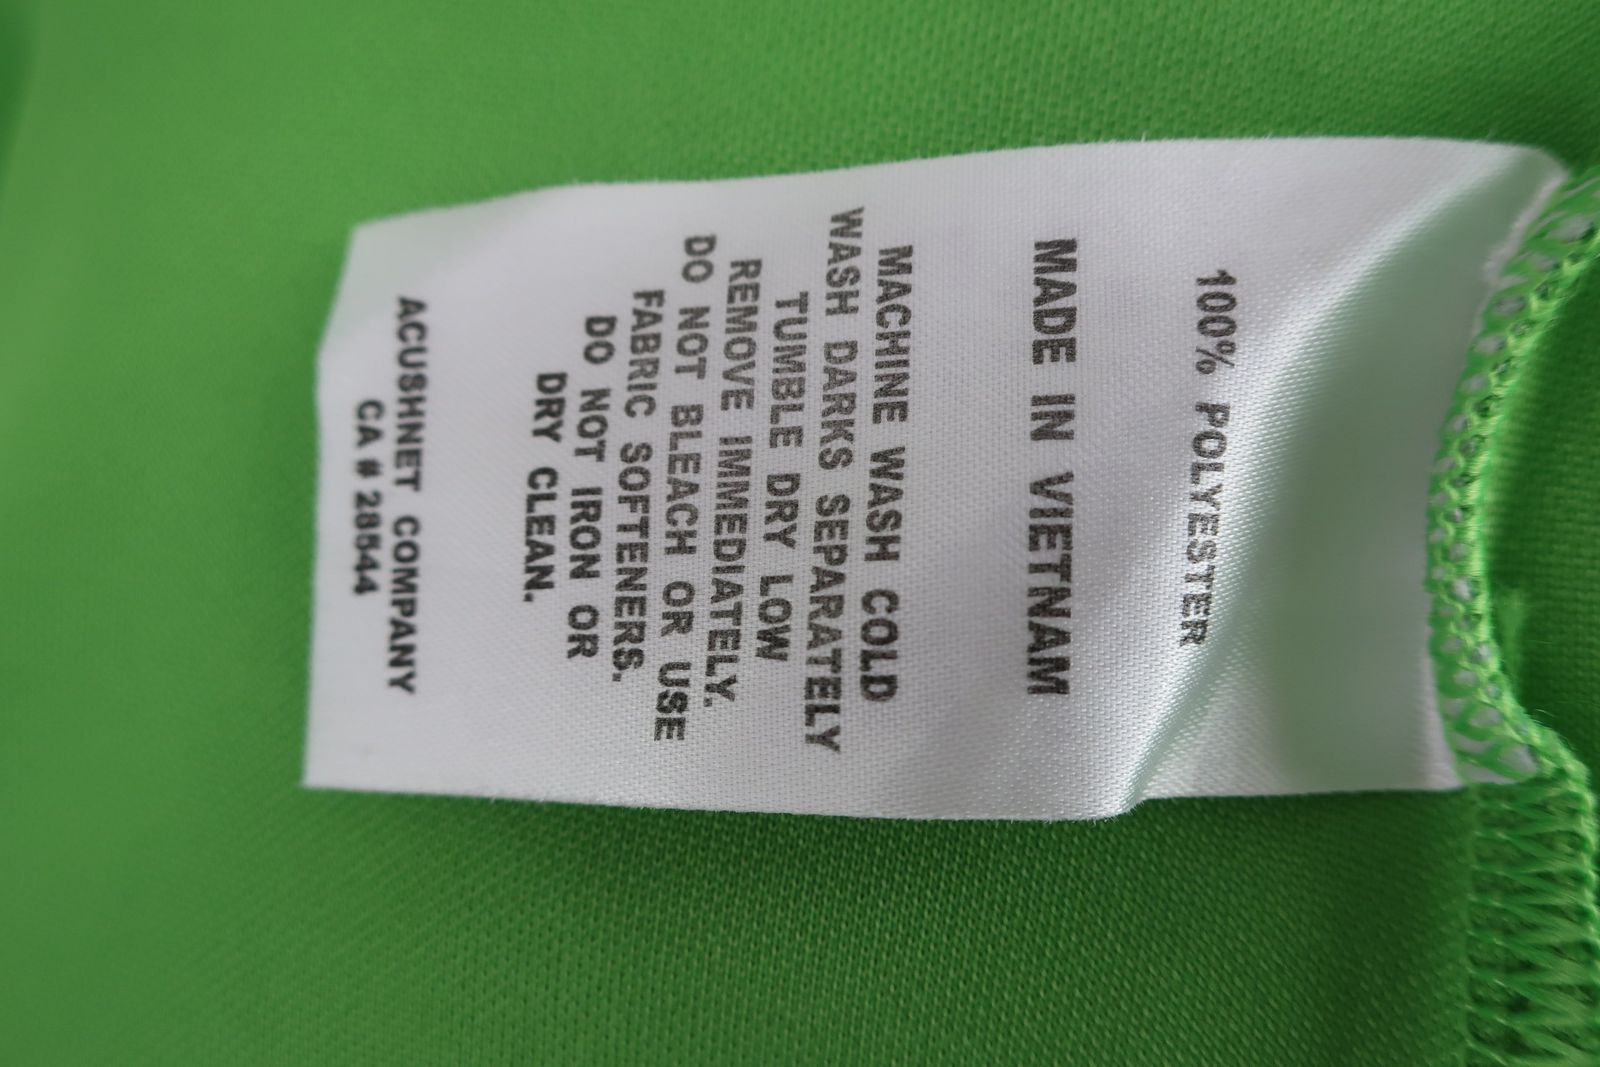 100% POLYESTER
MADE IN VIETNAM
MACHINE WASH COLD
WASH DARKS SEPARATELY
TUMBLE DRY LOW
REMOVE IMMEDIATELY.
DO NOT BLEACH OR USE
FABRIC SOFTENERS.
DO NOT IRON OR
DRY CLEAN.
ACUSHNET COMPANY
CA # 28544